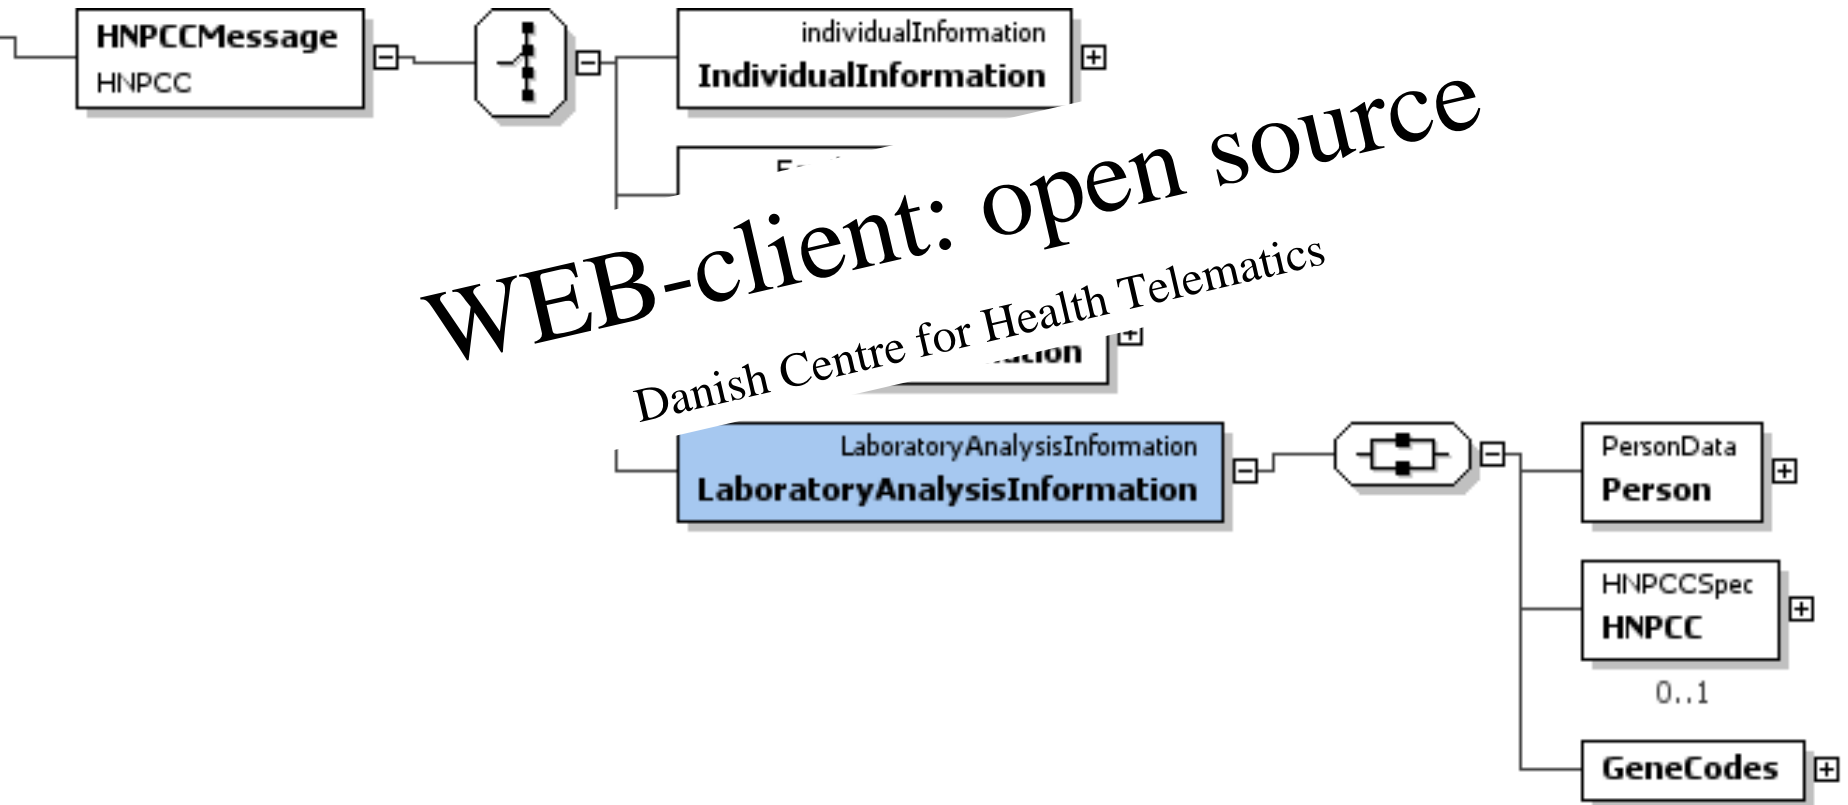 HNPCCMessage
HNPCC
individualInformation
IndividualInformation
WEB-client: open source
Danish Centre for Health Telematics
LaboratoryAnalysisInformation
LaboratoryAnalysisInformation
PersonData
Person
HNPCCSpec
HNPCC
0..1
GeneCodes